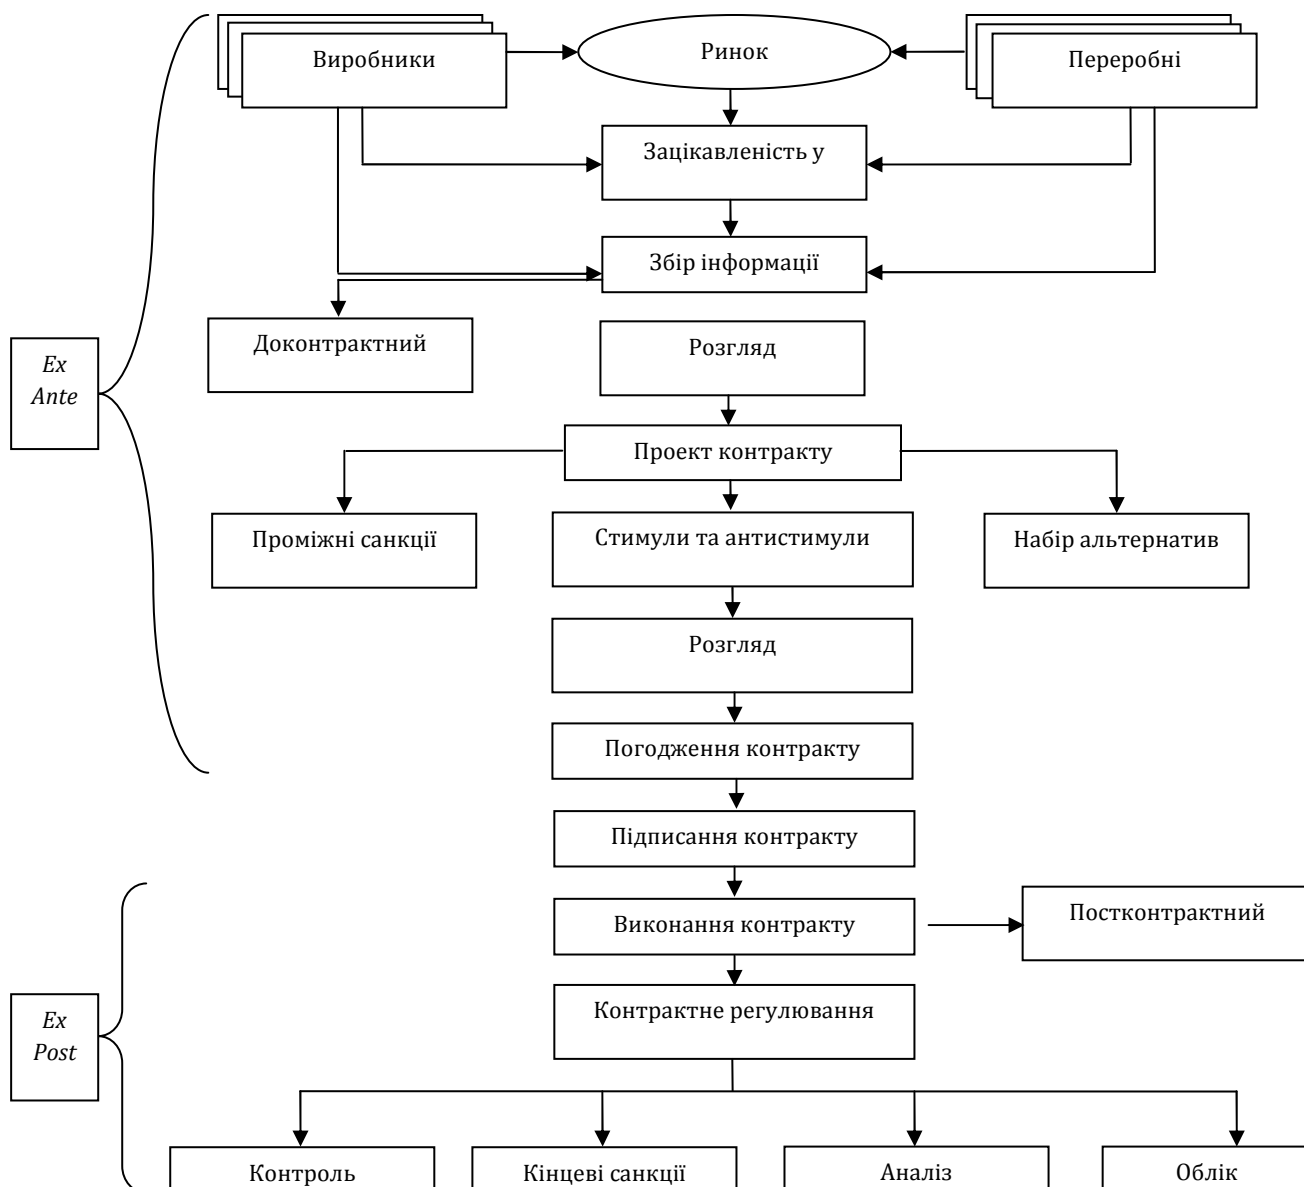 Виробники
Ринок
Переробні
Зацікавленість у
Збір інформації
Доконтрактний
Розгляд
Ex
Ante
Проект контракту
Проміжні санкції
Стимули та антистимули
Набір альтернатив
Розгляд
Погодження контракту
Підписання контракту
Виконання контракту
Постконтрактний
Контрактне регулювання
Ex
Post
Контроль
Кінцеві санкції
Аналіз
Облік